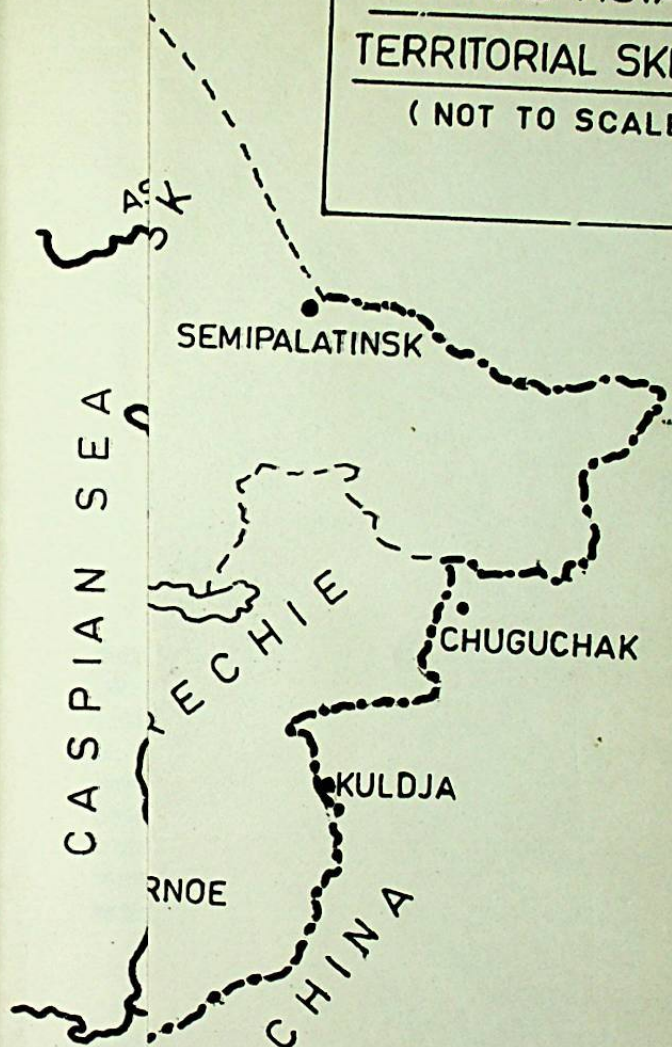 TERRITORIAL SK
( NOT TO SCAL
K
SEMIPALATINSK
CASPIAN SEA
ECHIE
CHUGUCHAK
KULDJA
RNOE
CHINA